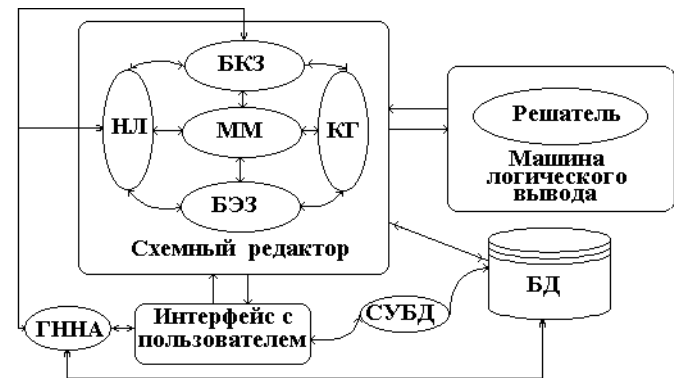 БКЗ
НЛ
ММ
КГ
БЭЗ
Схемный редактор
Решатель
Машина
логического
вывода
БД
СУБД
ГННА
Интерфейс с
пользователем